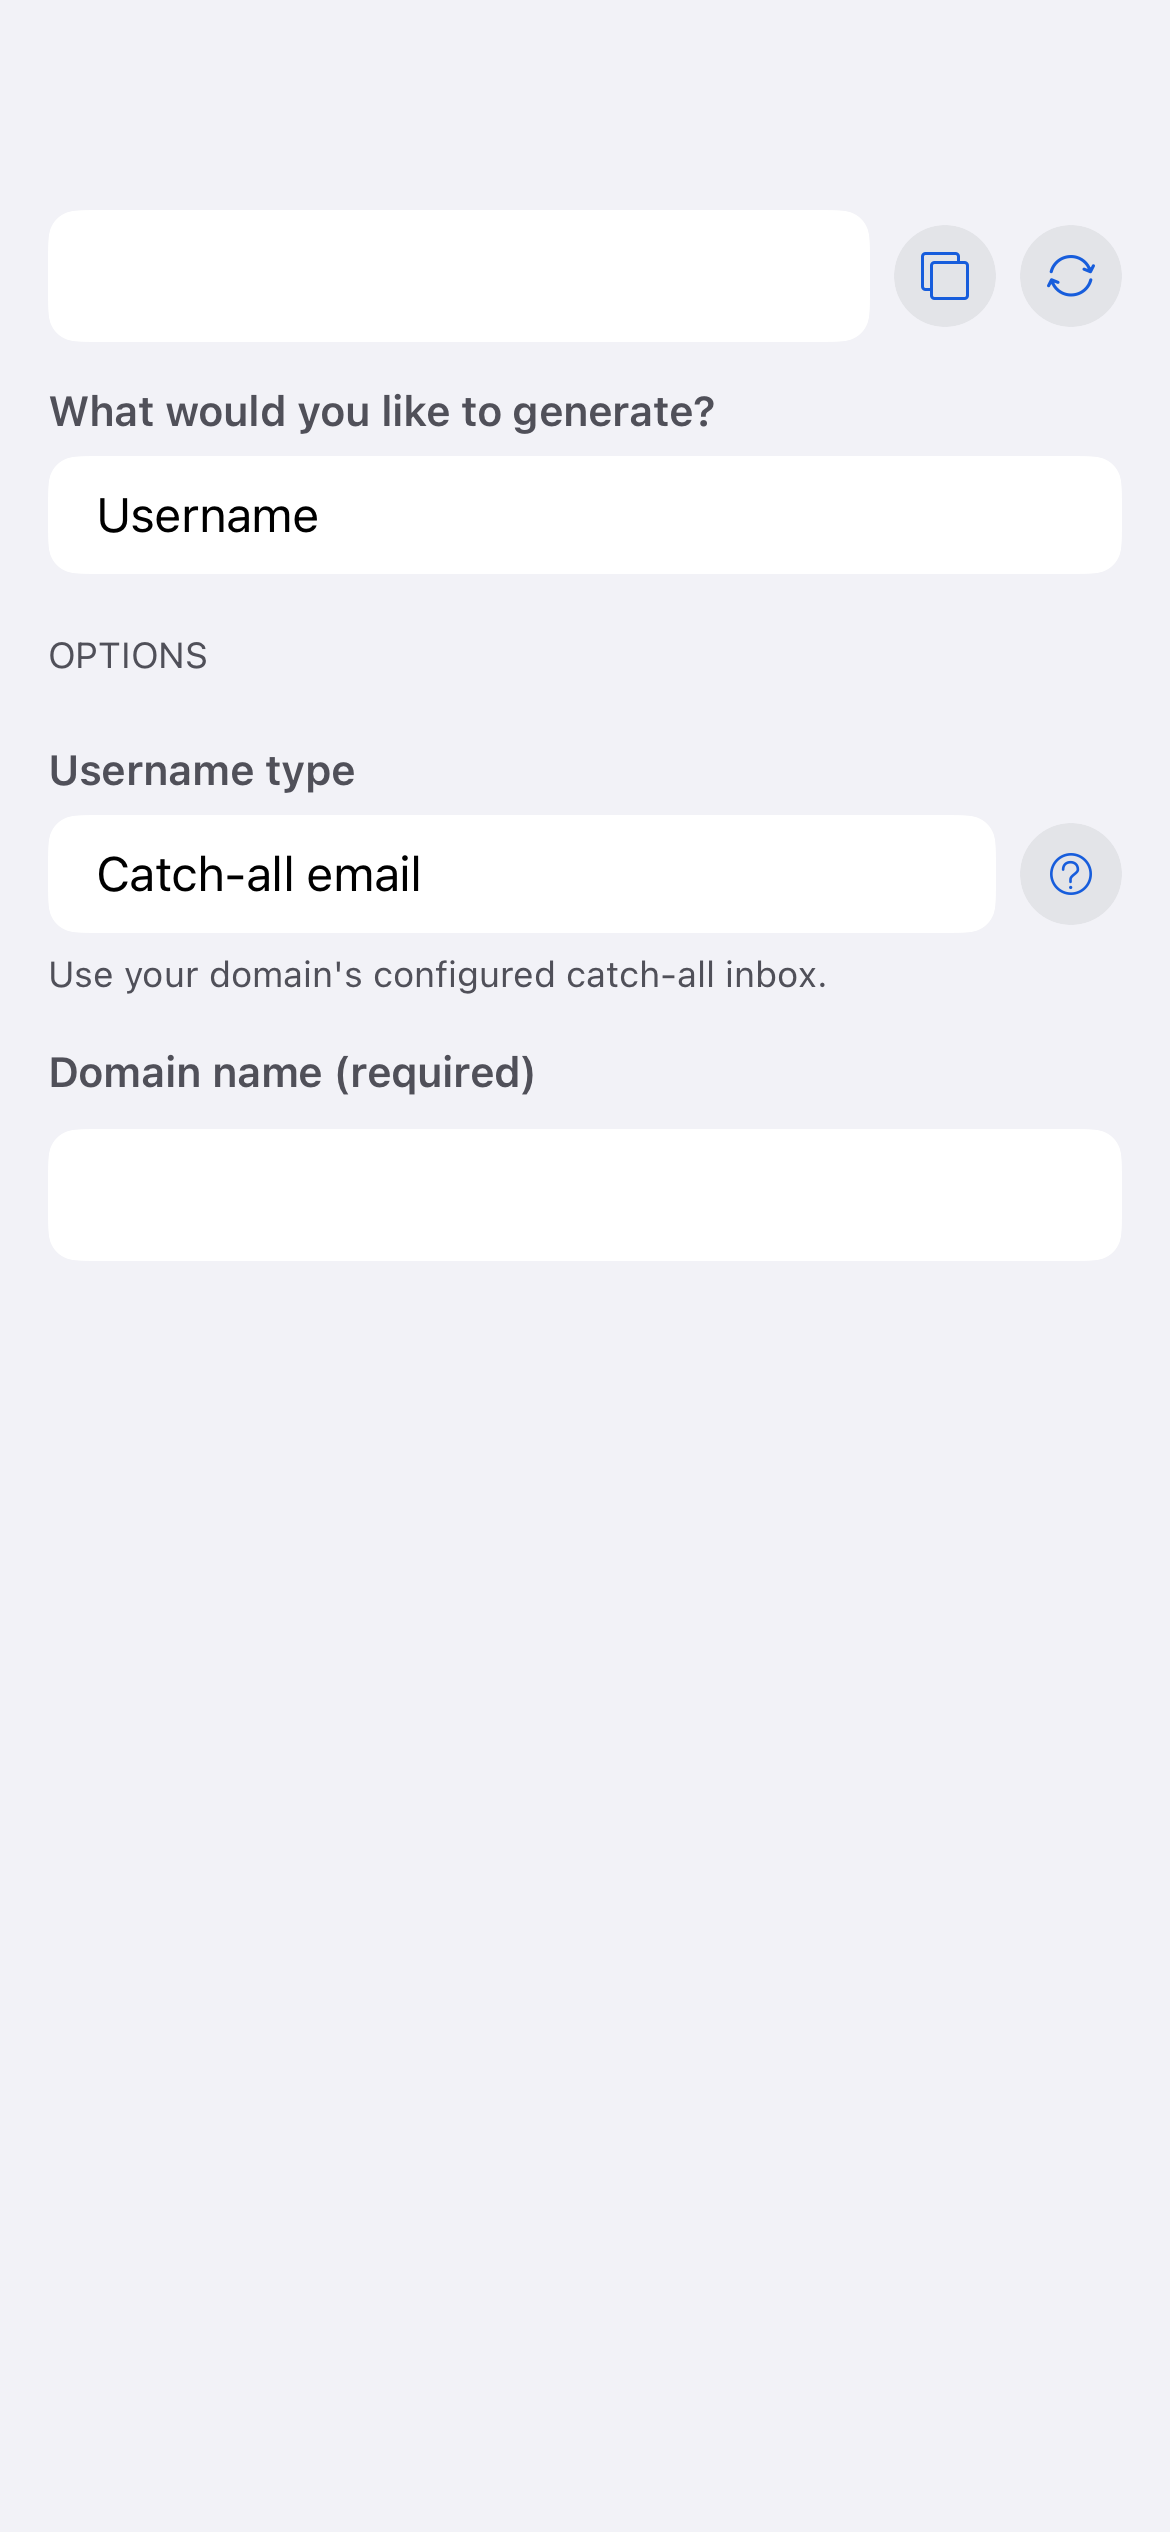 What would you like to generate?
Username
OPTIONS
Username type
Catch-all email
Use your domain's configured catch-all inbox.
Domain name (required)